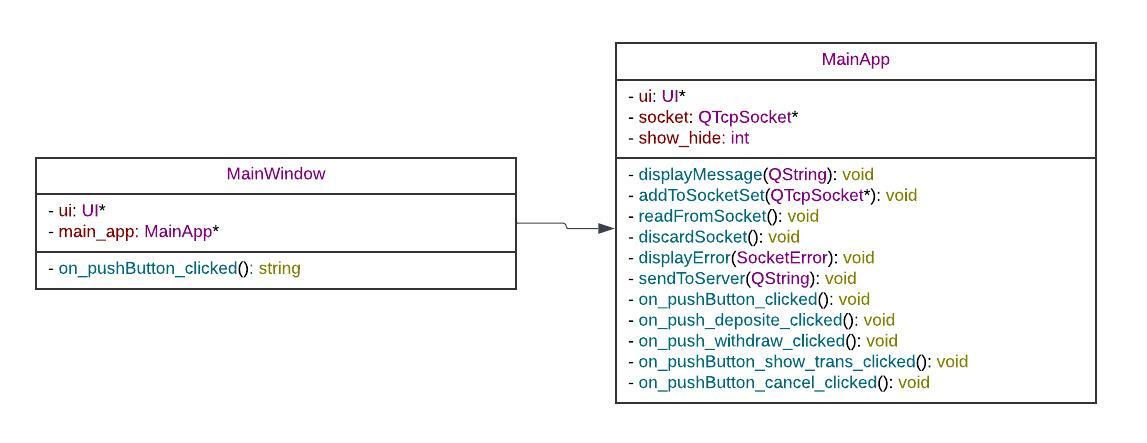 MainWindow
- ui: UI*
- main_app: MainApp*
- on_pushButton_clicked(): string
MainApp
- ui: UI*
- socket: QTcpSocket*
- show_hide: int
- displayMessage(QString): void
- addToSocketSet(QTcpSocket*): void
- readFromSocket(): void
- discardSocket(): void
- displayError(SocketError): void
- sendToServer(QString): void
- on_pushButton_clicked(): void
- on_push_deposite_clicked(): void
- on_push_withdraw_clicked(): void
- on_pushButton_show_trans_clicked(): void
- on_pushButton_cancel_clicked(): void